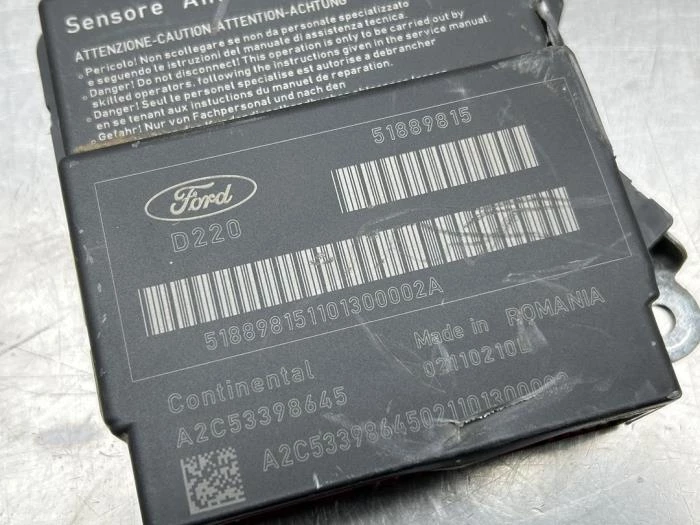 Sensore
ATTENZIONE-CAUTION-ATTENTION-ACHTUNG
Pericolo! Non scollegare se non da personale specializzato
e seguendo le istruzioni del manuale di assistenza tecnica.
Danger! Do not disconnect! This operation is only to be carried out by
skilled operators, following the instructions given in the service manual.
Danger! Seul le personnel specialise est autorise a debrancher
en se tenant aux instuctions du manuel de reparation.
Gefahr! Nur von Fachpersonal und nach den
51889815
Ford
D220
518898151101300002A
Made in ROMANIA
Continental
02110210L
A2C53398645
A2C533986450211013000